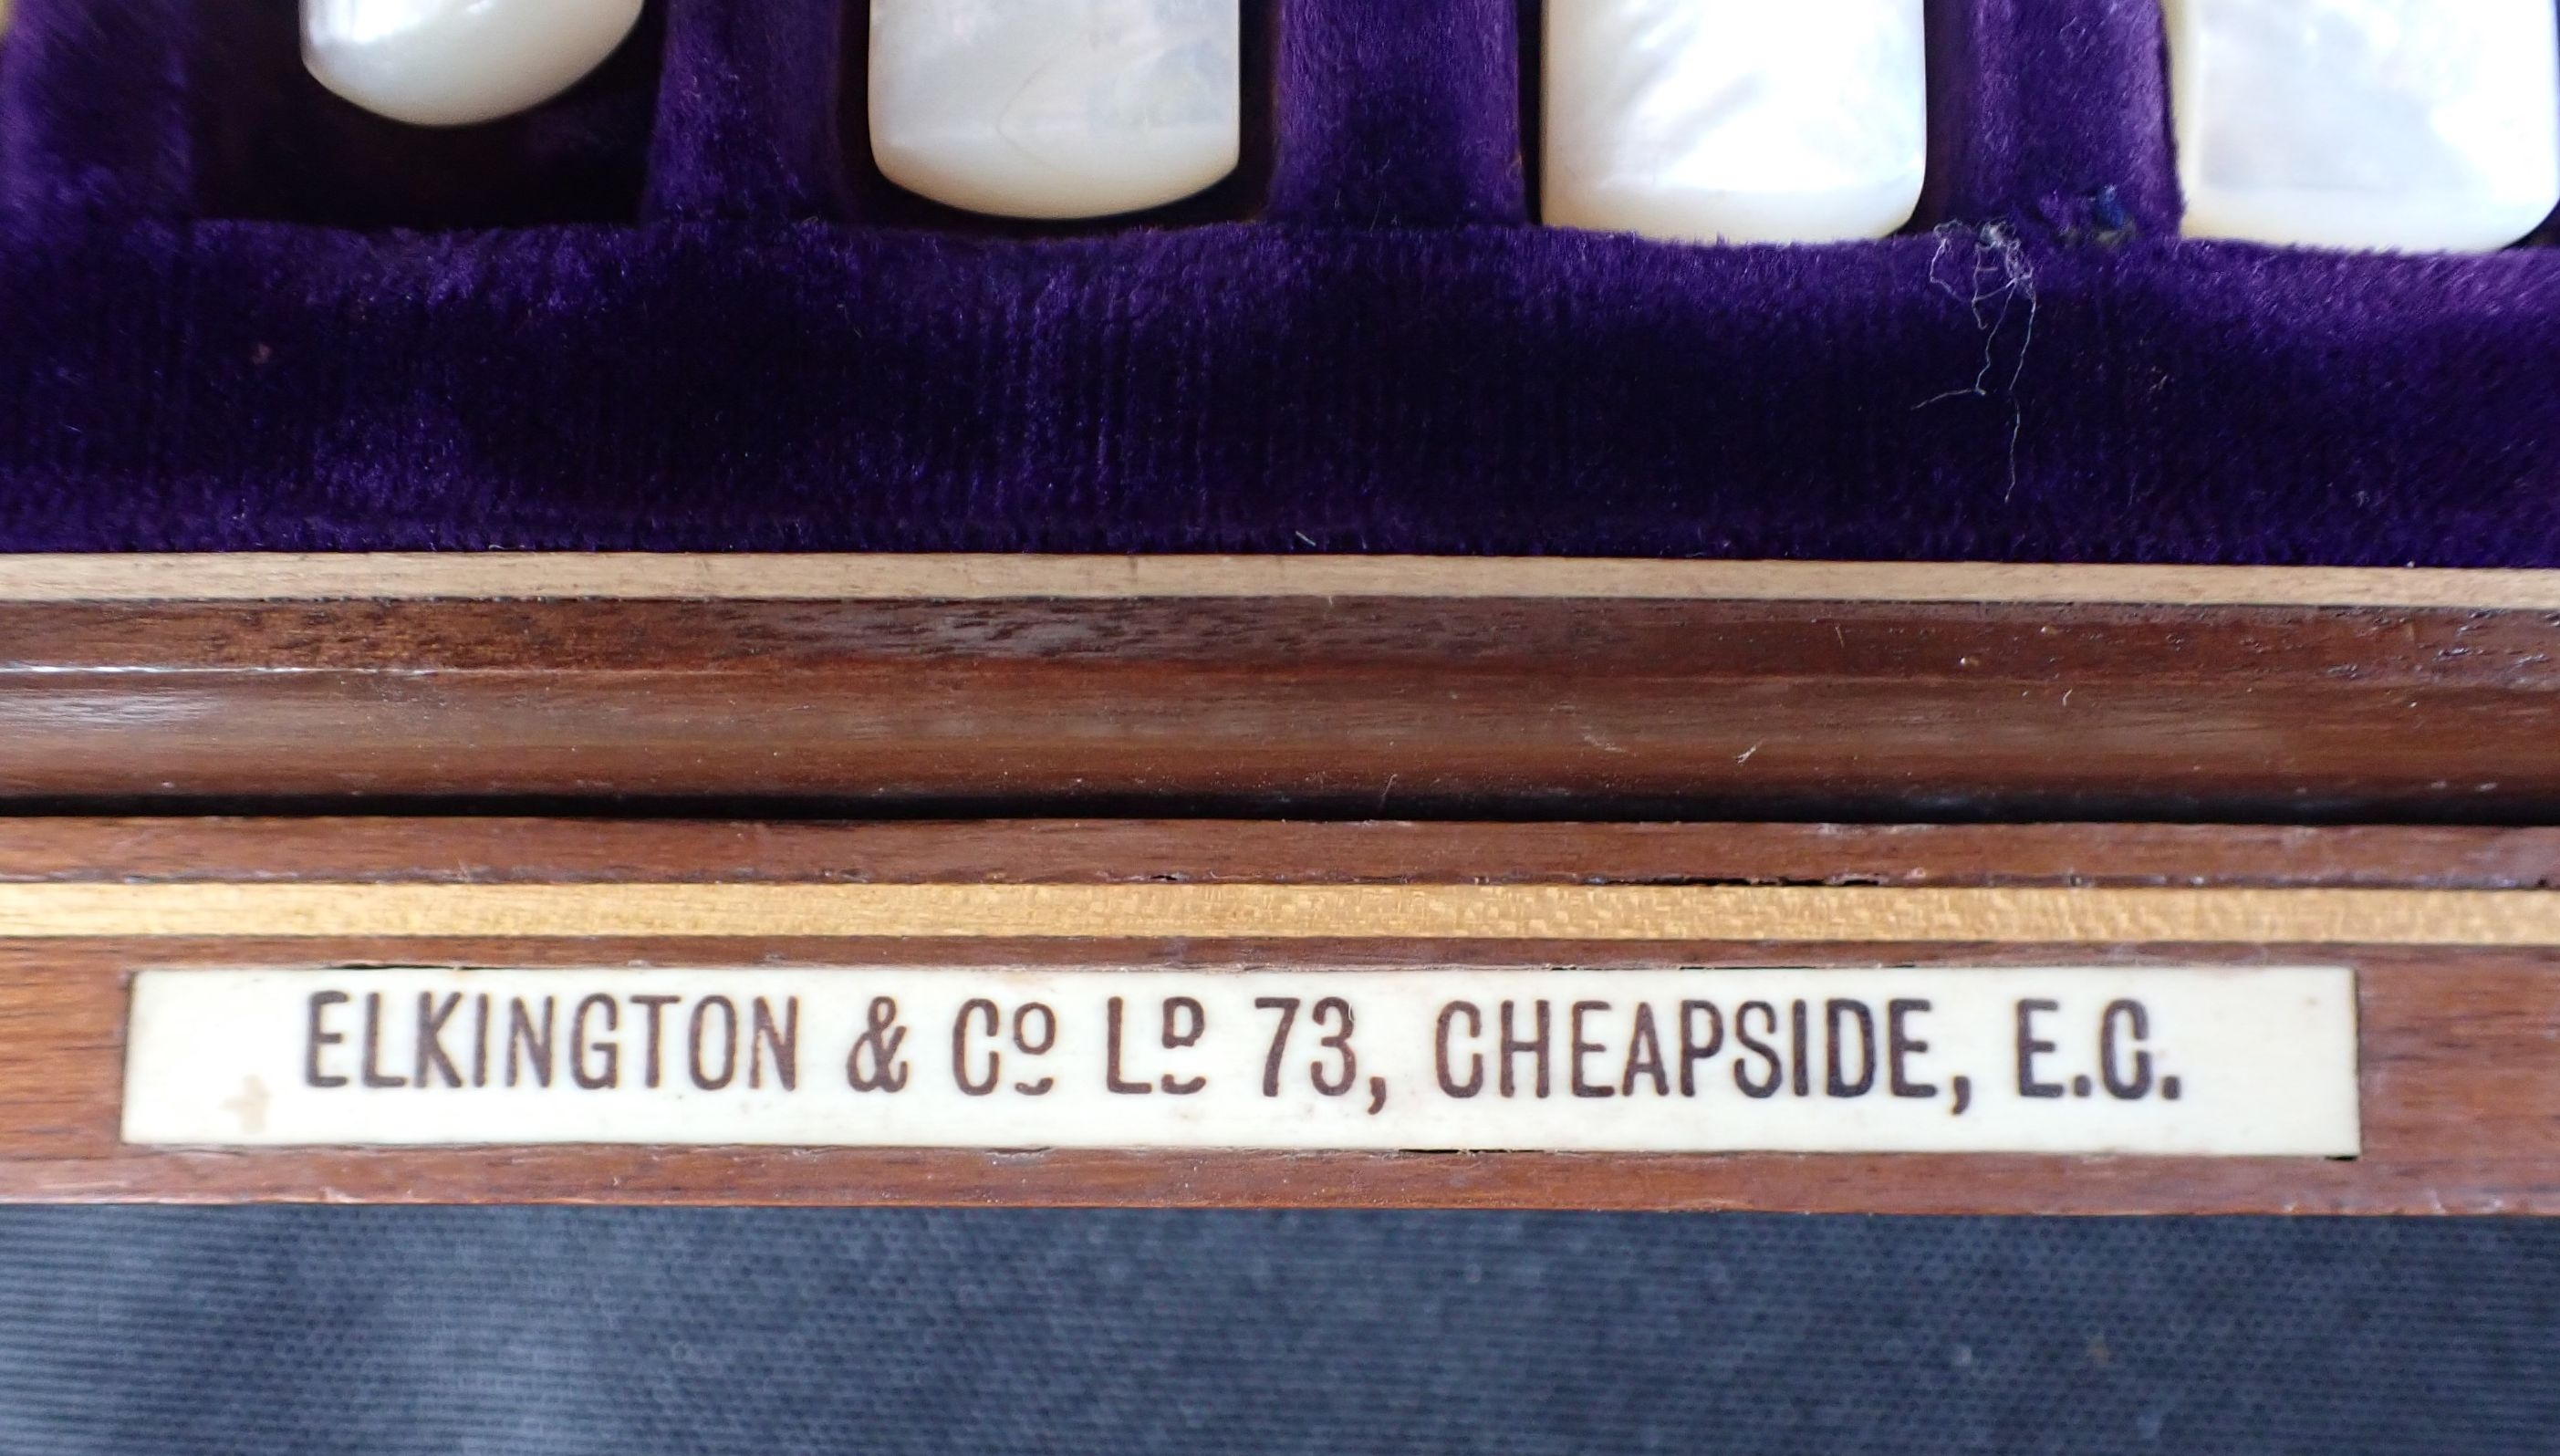 ELKINGTON & Cº Lᴰ 73, CHEAPSIDE, E.C.